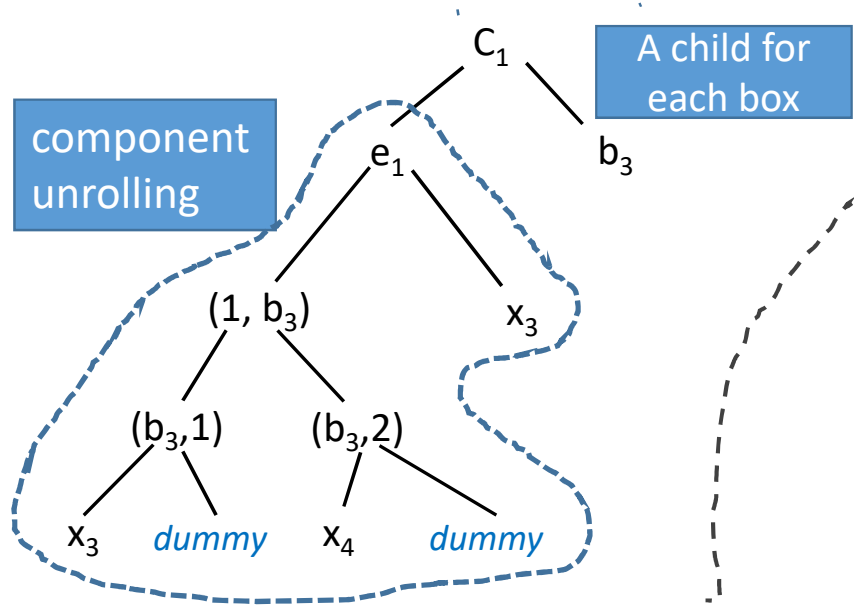 C₁
A child for
each box
component
unrolling
e₁
b₃
(1, b₃)
x₃
(b₃,1)
(b₃,2)
x₃
dummy
x₄
dummy